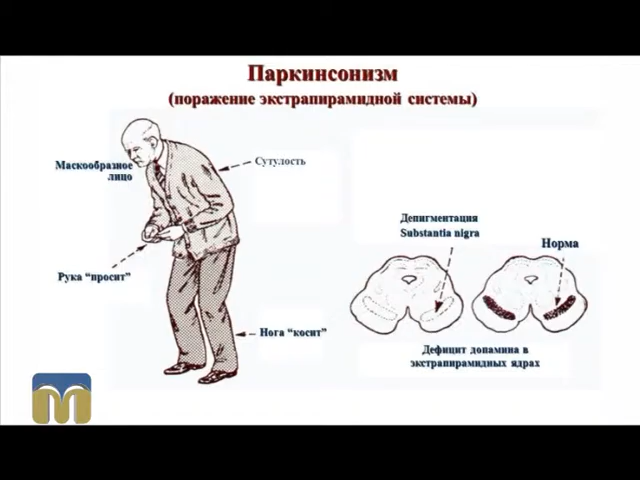 Паркинсонизм
(поражение экстрапирамидной системы)
Маскообразное
лицо
Сутулость
Рука “просит”
Нога “косит”
Депигментация
Substantia nigra
Норма
Дефицит допамина в
экстрапирамидных ядрах